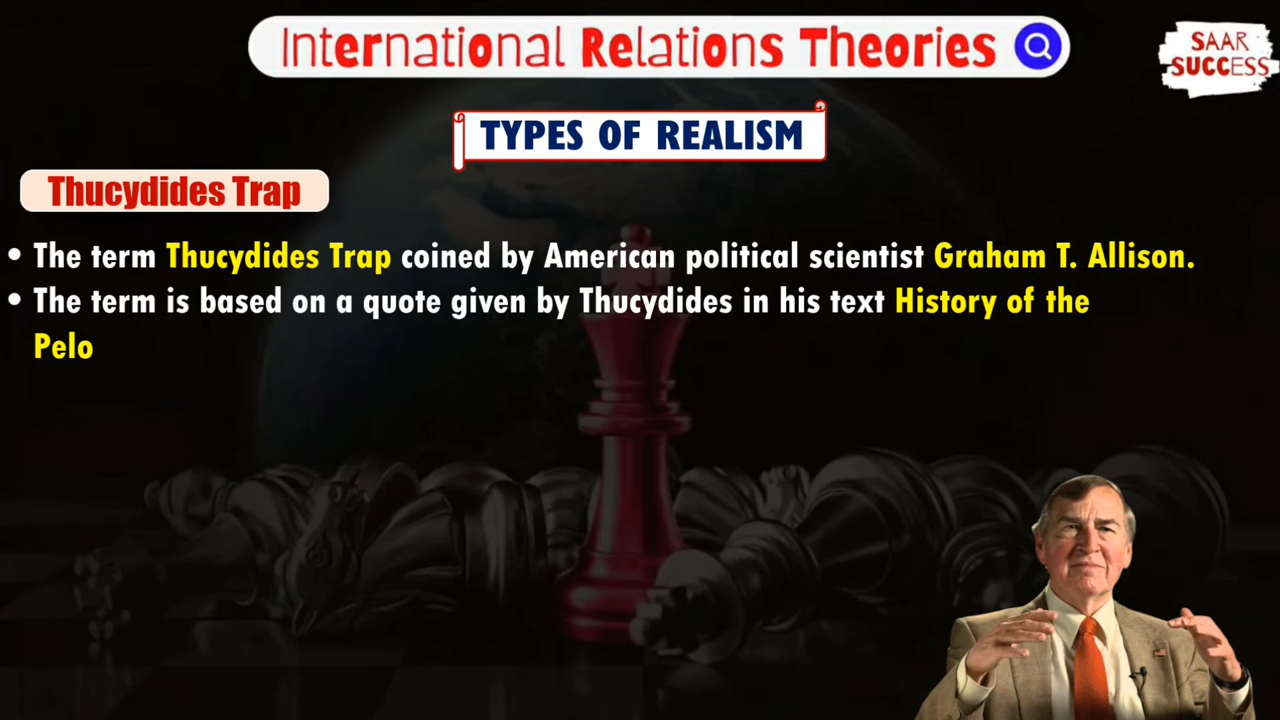 International Relations Theories
SAAR
SUCCESS
TYPES OF REALISM
Thucydides Trap
• The term Thucydides Trap coined by American political scientist Graham T. Allison.
• The term is based on a quote given by Thucydides in his text History of the
Pelo